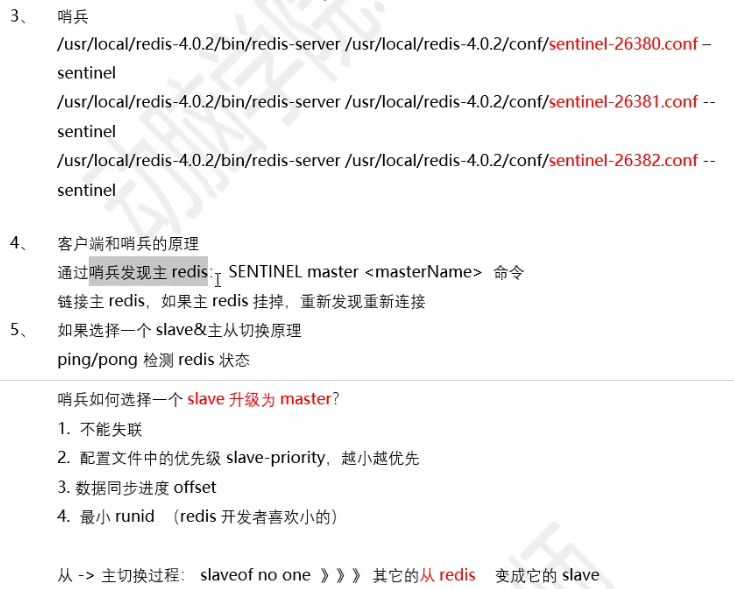 3、 哨兵
/usr/local/redis-4.0.2/bin/redis-server /usr/local/redis-4.0.2/conf/sentinel-26380.conf –
sentinel
/usr/local/redis-4.0.2/bin/redis-server /usr/local/redis-4.0.2/conf/sentinel-26381.conf --
sentinel
/usr/local/redis-4.0.2/bin/redis-server /usr/local/redis-4.0.2/conf/sentinel-26382.conf --
sentinel
4、 客户端和哨兵的原理
通过哨兵发现主 redis： SENTINEL master <masterName> 命令
链接主 redis，如果主 redis 挂掉，重新发现重新连接
5、 如果选择一个 slave&主从切换原理
ping/pong 检测 redis 状态
哨兵如何选择一个 slave 升级为 master？
1. 不能失联
2. 配置文件中的优先级 slave-priority，越小越优先
3. 数据同步进度 offset
4. 最小 runid （redis 开发者喜欢小的）
从 -> 主切换过程： slaveof no one 》》》 其它的从 redis 变成它的 slave
动脑学院
师